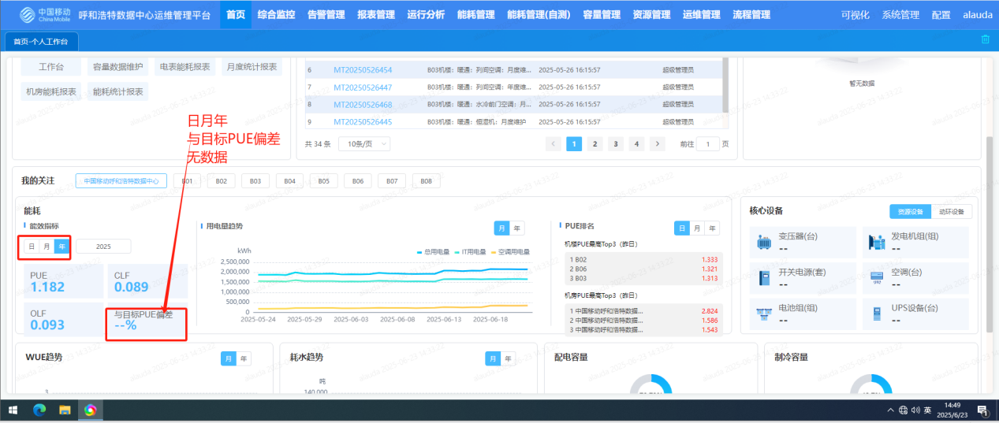 中国移动 China Mobile 呼和浩特数据中心运维管理平台 首页 综合监控 告警管理 报表管理 运行分析 能耗管理 能耗管理(自测) 容量管理 资源管理 运维管理 流程管理 可视化 系统管理 配置 alauda
首页-个人工作台
工作台 容量数据维护 电表能耗报表 月度统计报表
机房能耗报表 能耗统计报表
6 MT20250526454 B03机楼：暖通：列间空调：月度维... 2025-05-26 16:15:57 超级管理员
7 MT20250526447 B03机楼：暖通：列间空调：年度维... 2025-05-26 16:15:57 超级管理员
8 MT20250526468 B03机楼：暖通：水冷前门空调：月... 2025-05-26 16:15:57 超级管理员
9 MT20250526445 B03机楼：暖通：恒湿机：月度维护 2025-05-26 16:15:57 超级管理员
共 34 条 10条/页 1 2 3 4 前往 1 页
暂无数据
日月年
与目标PUE偏差
无数据
我的关注 中国移动呼和浩特数据中心 B01 B02 B03 B04 B05 B06 B07 B08
能耗
能效指标
日 月 年 2025
PUE
1.182
CLF
0.089
OLF
0.093
与目标PUE偏差
--%
用电量趋势 月 年
kWh
总用电量 IT用电量 空调用电量
2,500,000
2,000,000
1,500,000
1,000,000
500,000
0
2025-05-24 2025-05-29 2025-06-03 2025-06-08 2025-06-13 2025-06-18
PUE排名 日 月 年
机楼PUE最高Top3（昨日）
1 B02 1.333
2 B06 1.321
3 B03 1.313
机房PUE最高Top3（昨日）
1 中国移动呼和浩特数据... 2.824
2 中国移动呼和浩特数据... 1.586
3 中国移动呼和浩特数据... 1.543
核心设备 资源设备 动环设备
变压器(台) 发电机组(组)
-- --
开关电源(套) 空调(台)
-- --
电池组(组) UPS设备(台)
-- --
WUE趋势 月 年
3
耗水趋势 月 年
吨
140,000
配电容量
制冷容量
英 14:49
2025/6/23
1
alauda 2025-06-23 14:33:22